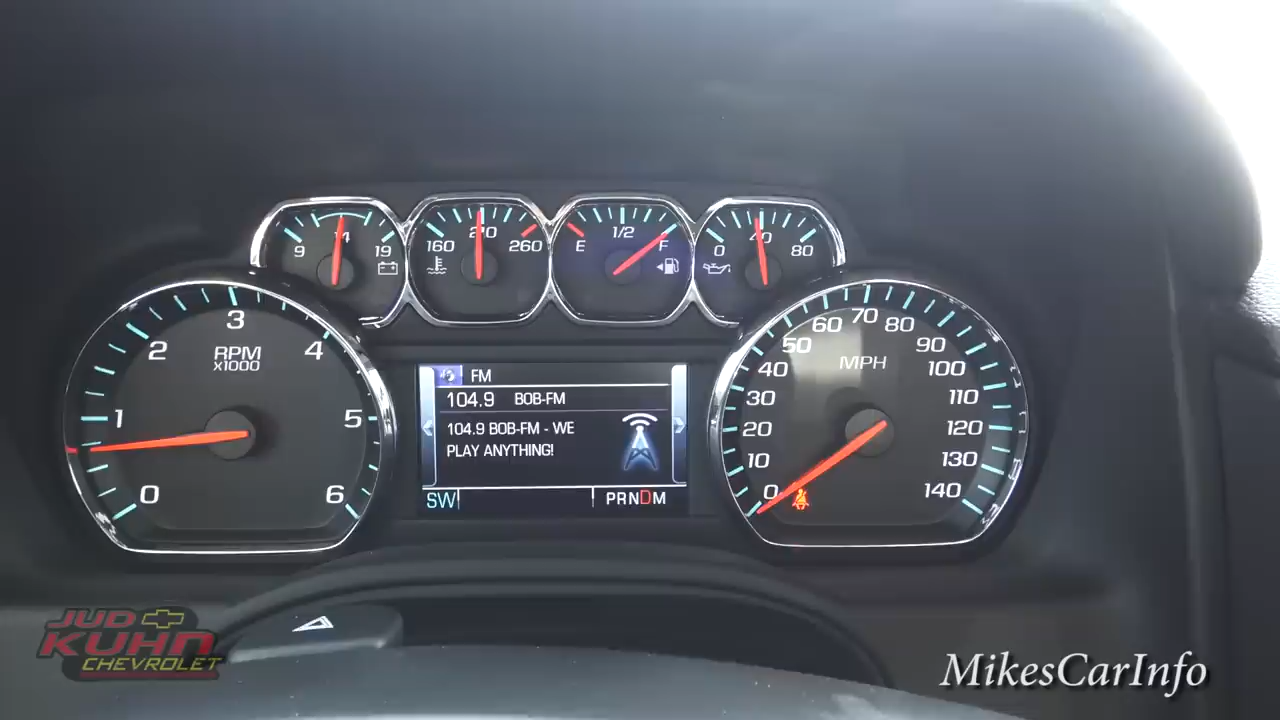 9 14 19
160 210 260
E 1/2 F
0 40 80
0 1 2 3 4 5 6
RPM
x1000
FM
104.9 BOB-FM
104.9 BOB-FM - WE
PLAY ANYTHING!
SW PRNDM
0 10 20 30 40 50 60 70 80 90 100 110 120 130 140
MPH
JUD
KUHN
CHEVROLET
MikesCarInfo